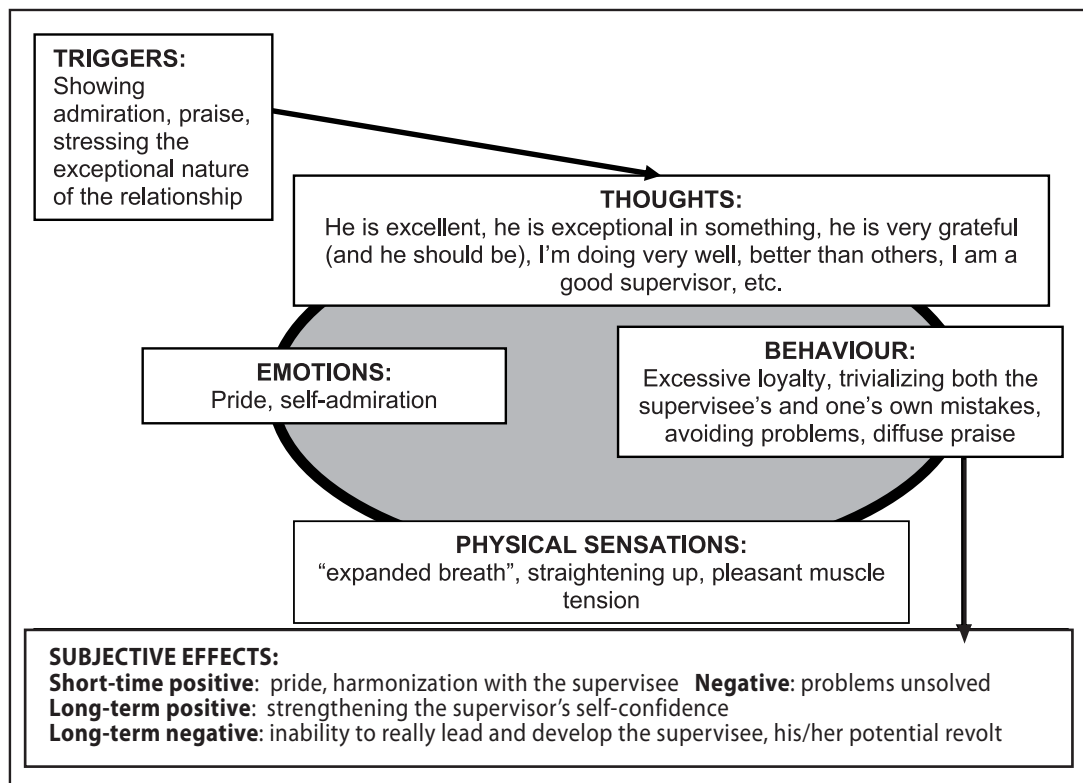 TRIGGERS:
Showing
admiration, praise,
stressing the
exceptional nature
of the relationship
THOUGHTS:
He is excellent, he is exceptional in something, he is very grateful
(and he should be), I'm doing very well, better than others, I am a
good supervisor, etc.
EMOTIONS:
Pride, self-admiration
BEHAVIOUR:
Excessive loyalty, trivializing both the
supervisee's and one's own mistakes,
avoiding problems, diffuse praise
PHYSICAL SENSATIONS:
“expanded breath”, straightening up, pleasant muscle
tension
SUBJECTIVE EFFECTS:
Short-time positive: pride, harmonization with the supervisee Negative: problems unsolved
Long-term positive: strengthening the supervisor's self-confidence
Long-term negative: inability to really lead and develop the supervisee, his/her potential revolt